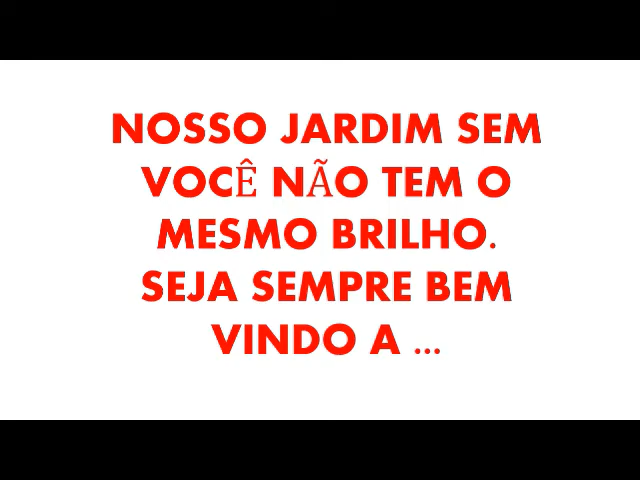 NOSSO JARDIM SEM
VOCÊ NÃO TEM O
MESMO BRILHO.
SEJA SEMPRE BEM
VINDO A ...